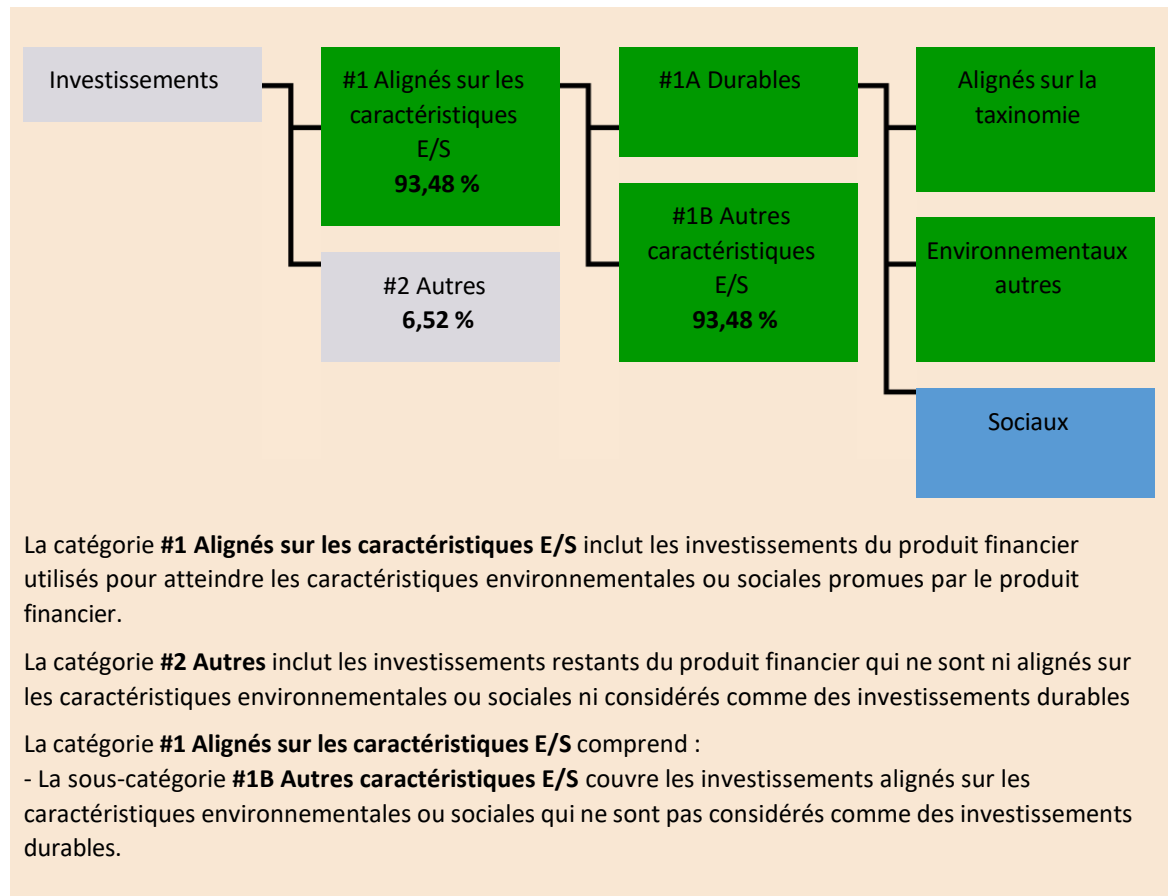 Investissements
#1 Alignés sur les
caractéristiques
E/S
93,48 %
#2 Autres
6,52 %
#1A Durables
#1B Autres
caractéristiques
E/S
93,48 %
Alignés sur la
taxinomie
Environnementaux
autres
Sociaux
La catégorie #1 Alignés sur les caractéristiques E/S inclut les investissements du produit financier
utilisés pour atteindre les caractéristiques environnementales ou sociales promues par le produit
financier.
La catégorie #2 Autres inclut les investissements restants du produit financier qui ne sont ni alignés sur
les caractéristiques environnementales ou sociales ni considérés comme des investissements durables
La catégorie #1 Alignés sur les caractéristiques E/S comprend :
- La sous-catégorie #1B Autres caractéristiques E/S couvre les investissements alignés sur les
caractéristiques environnementales ou sociales qui ne sont pas considérés comme des investissements
durables.